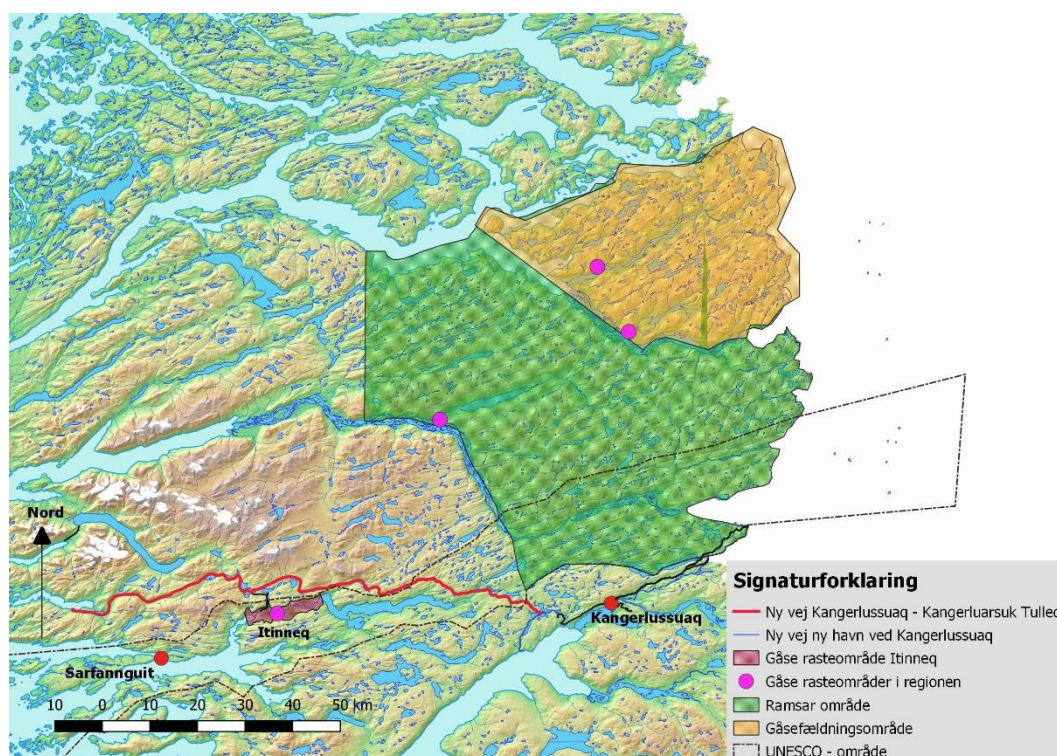 Nord
Itinneq
Kangerlussuaq
Sarfannguit
10 0 10 20 30 40 50 km
Signaturforklaring
Ny vej Kangerlussuaq - Kangerluarsuk Tulleq
Ny vej ny havn ved Kangerlussuaq
Gåse rasteområde Itinneq
Gåse rasteområder i regionen
Ramsar område
Gåsefældningsområde
UNESCO - område